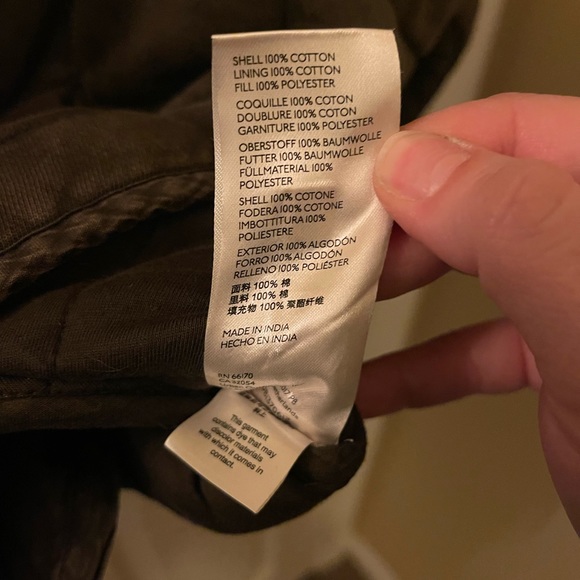 SHELL 100% COTTON
LINING 100% COTTON
FILL 100% POLYESTER
COQUILLE 100% COTON
DOUBLURE 100% COTON
GARNITURE 100% POLYESTER
OBERSTOFF 100% BAUMWOLLE
FUTTER 100% BAUMWOLLE
FÜLLMATERIAL 100%
POLYESTER
SHELL 100% COTONE
FODERA 100% COTONE
IMBOTTITURA 100%
POLIESTERE
EXTERIOR 100% ALGODÓN
FORRO 100% ALGODÓN
RELLENO 100% POLIÉSTER
面料 100% 棉
里料 100% 棉
填充物 100% 聚酯纤维
MADE IN INDIA
HECHO EN INDIA
RN 66170
This garment
contains dye that may
discolor materials
with which it comes in
contact.